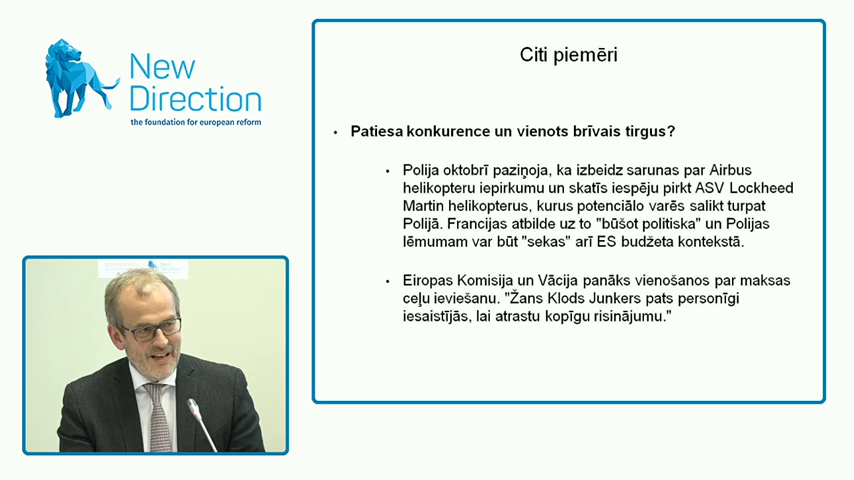 New
Direction
the foundation for european reform
Citi piemēri
• Patiesa konkurence un vienots brīvais tirgus?
• Polija oktobrī paziņoja, ka izbeidz sarunas par Airbus
helikopteru iepirkumu un skatīs iespēju pirkt ASV Lockheed
Martin helikopterus, kurus potenciālo varēs salikt turpat
Polijā. Francijas atbilde uz to "būšot politiska" un Polijas
lēmumam var būt "sekas" arī ES budžeta kontekstā.
• Eiropas Komisija un Vācija panāks vienošanos par maksas
ceļu ieviešanu. "Žans Klods Junkers pats personīgi
iesaistījās, lai atrastu kopīgu risinājumu."